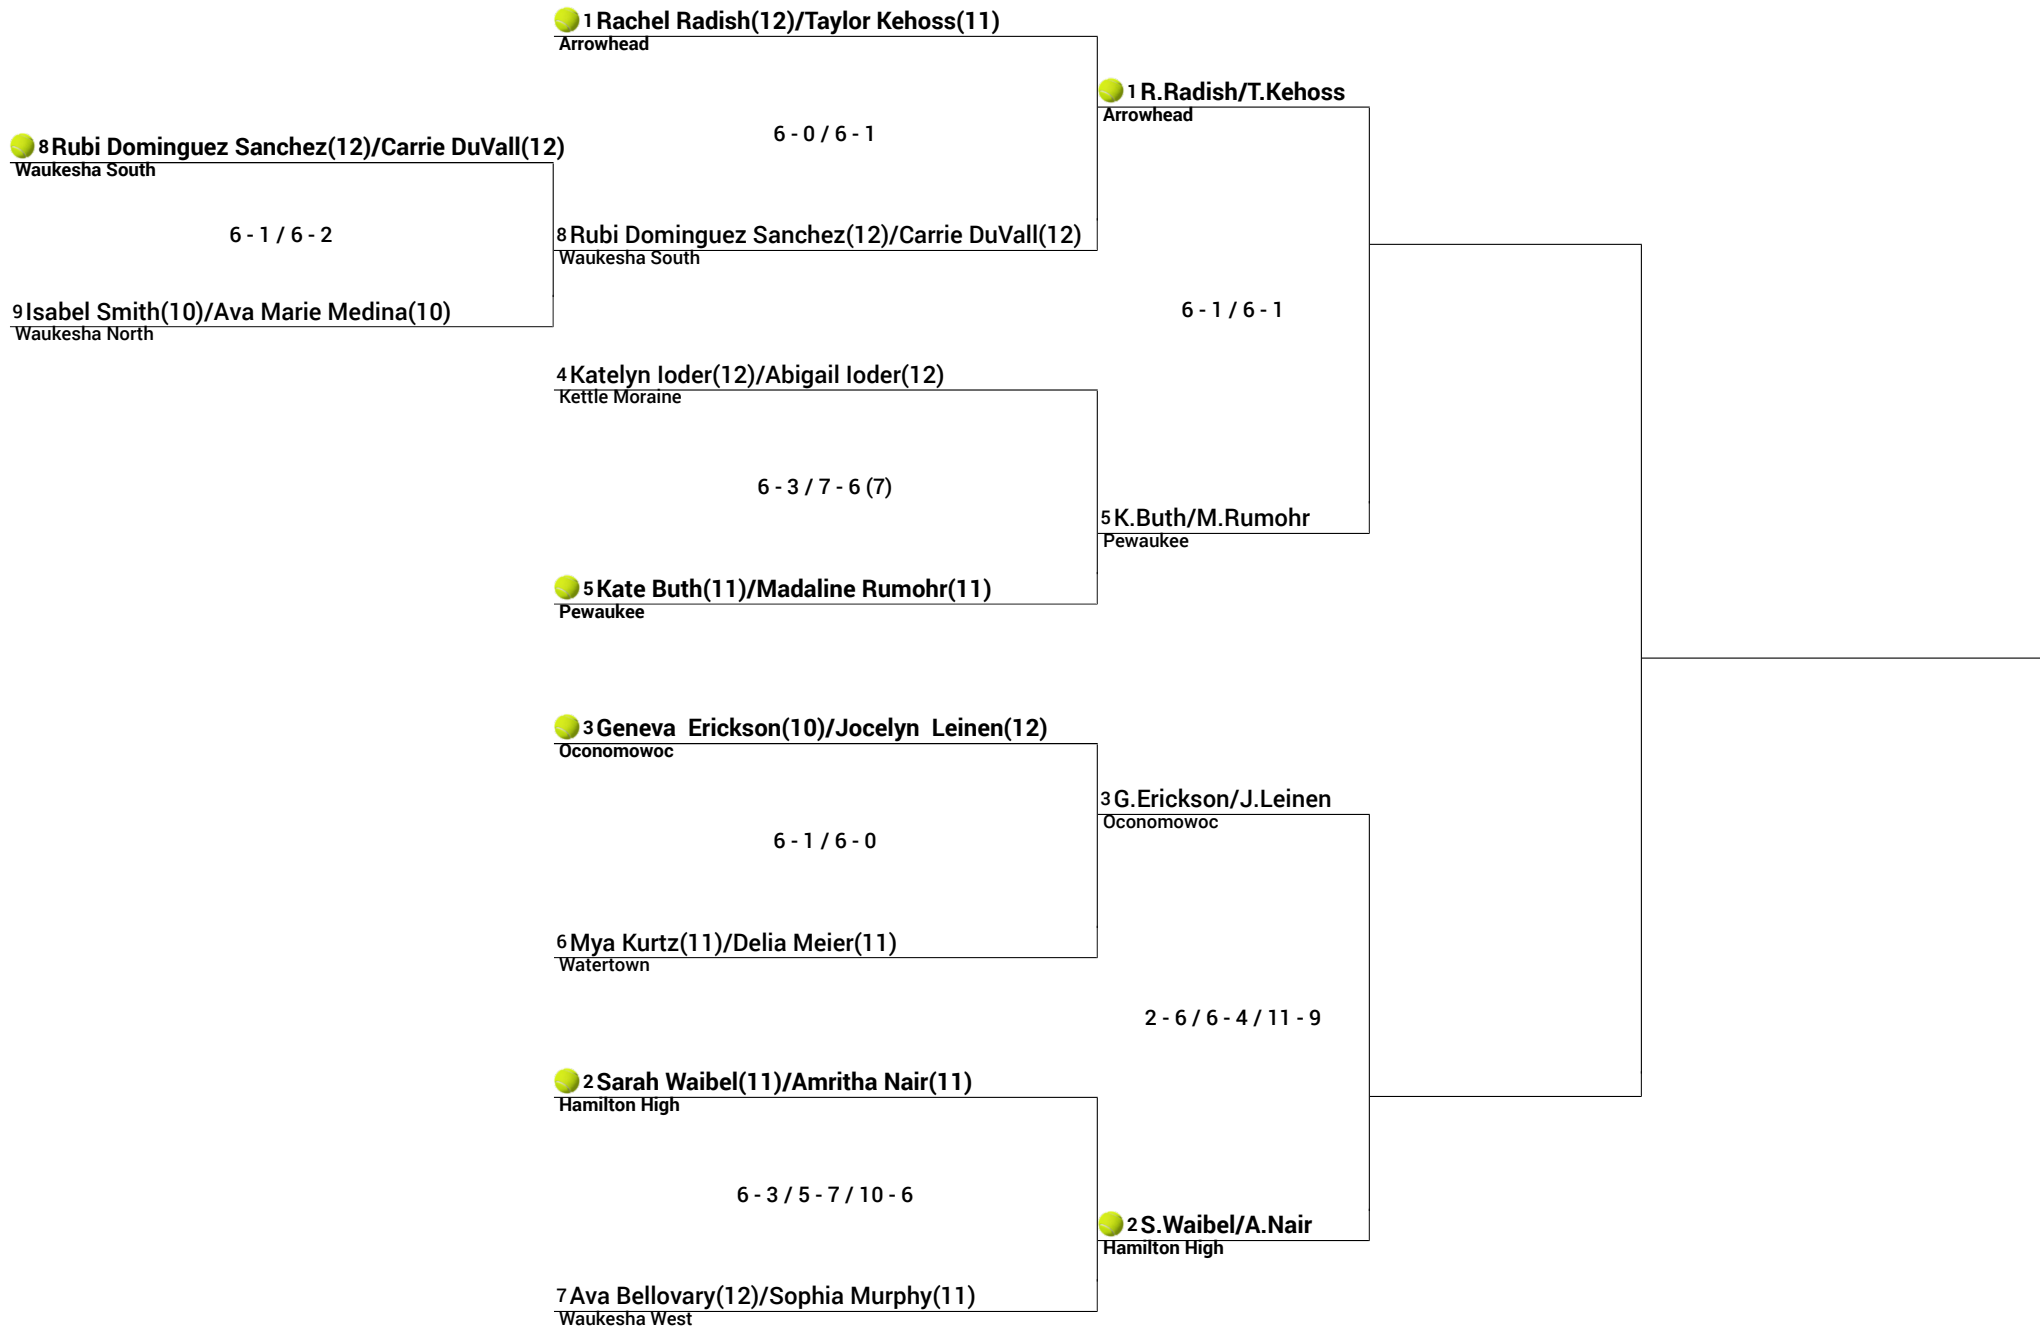 1 Rachel Radish(12)/Taylor Kehoss(11)
Arrowhead
1 R.Radish/T.Kehoss
Arrowhead
6 - 0 / 6 - 1
8 Rubi Dominguez Sanchez(12)/Carrie DuVall(12)
Waukesha South
6 - 1 / 6 - 2
8 Rubi Dominguez Sanchez(12)/Carrie DuVall(12)
Waukesha South
9 Isabel Smith(10)/Ava Marie Medina(10)
Waukesha North
6 - 1 / 6 - 1
4 Katelyn Ioder(12)/Abigail Ioder(12)
Kettle Moraine
6 - 3 / 7 - 6 (7)
5 K.Buth/M.Rumohr
Pewaukee
5 Kate Buth(11)/Madaline Rumohr(11)
Pewaukee
3 Geneva  Erickson(10)/Jocelyn  Leinen(12)
Oconomowoc
3 G.Erickson/J.Leinen
Oconomowoc
6 - 1 / 6 - 0
6 Mya Kurtz(11)/Delia Meier(11)
Watertown
2 - 6 / 6 - 4 / 11 - 9
2 Sarah Waibel(11)/Amritha Nair(11)
Hamilton High
6 - 3 / 5 - 7 / 10 - 6
2 S.Waibel/A.Nair
Hamilton High
7 Ava Bellovary(12)/Sophia Murphy(11)
Waukesha West